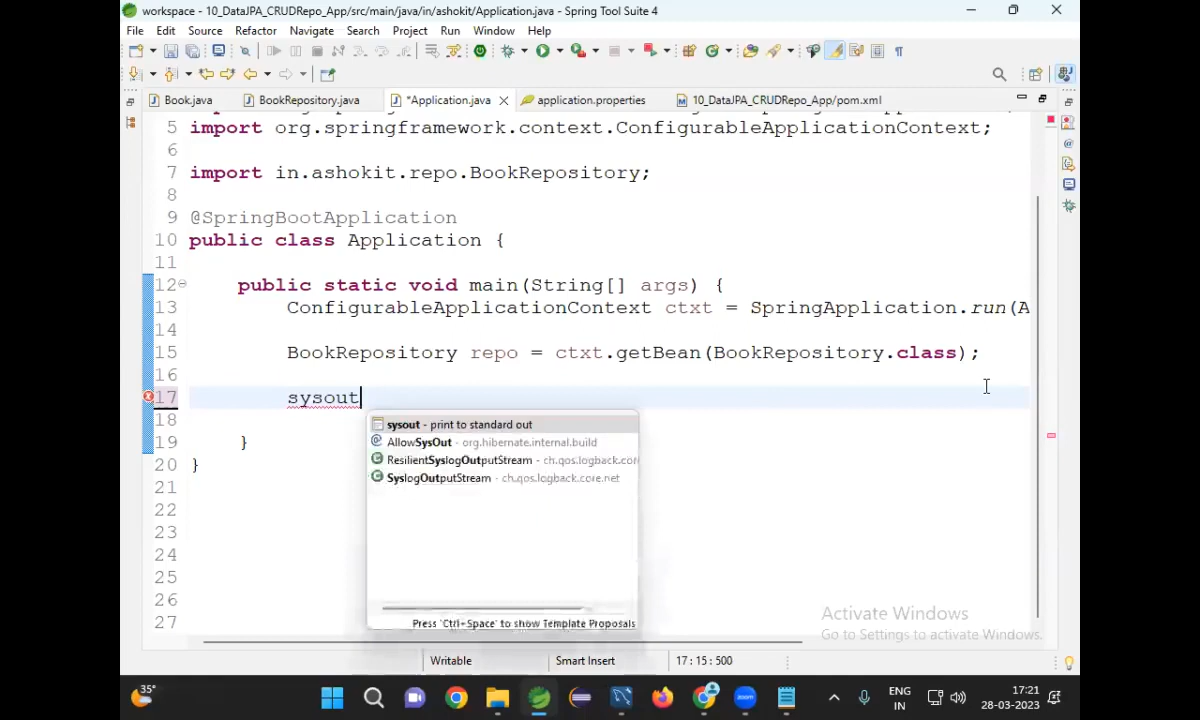 workspace - 10_DataJPA_CRUDRepo_App/src/main/java/in/ashokit/Application.java - Spring Tool Suite 4
File Edit Source Refactor Navigate Search Project Run Window Help
Book.java BookRepository.java *Application.java application.properties 10_DataJPA_CRUDRepo_App/pom.xml
5 import org.springframework.context.ConfigurableApplicationContext;
6
7 import in.ashokit.repo.BookRepository;
8
9 @SpringBootApplication
10 public class Application {
11
12 public static void main(String[] args) {
13 ConfigurableApplicationContext ctxt = SpringApplication.run(A
14
15 BookRepository repo = ctxt.getBean(BookRepository.class);
16
17 sysout
sysout - print to standard out
18
AllowSysOut - org.hibernate.internal.build
19 }
ResilientSyslogOutputStream - ch.qos.logback.core
20 }
SyslogOutputStream - ch.qos.logback.core.net
21
22
23
24
25
26
Press 'Ctrl+Space' to show Template Proposals
27
Activate Windows
Go to Settings to activate Windows.
Writable Smart Insert 17 : 15 : 500
35°
zoom
ENG
IN
17:21
28-03-2023